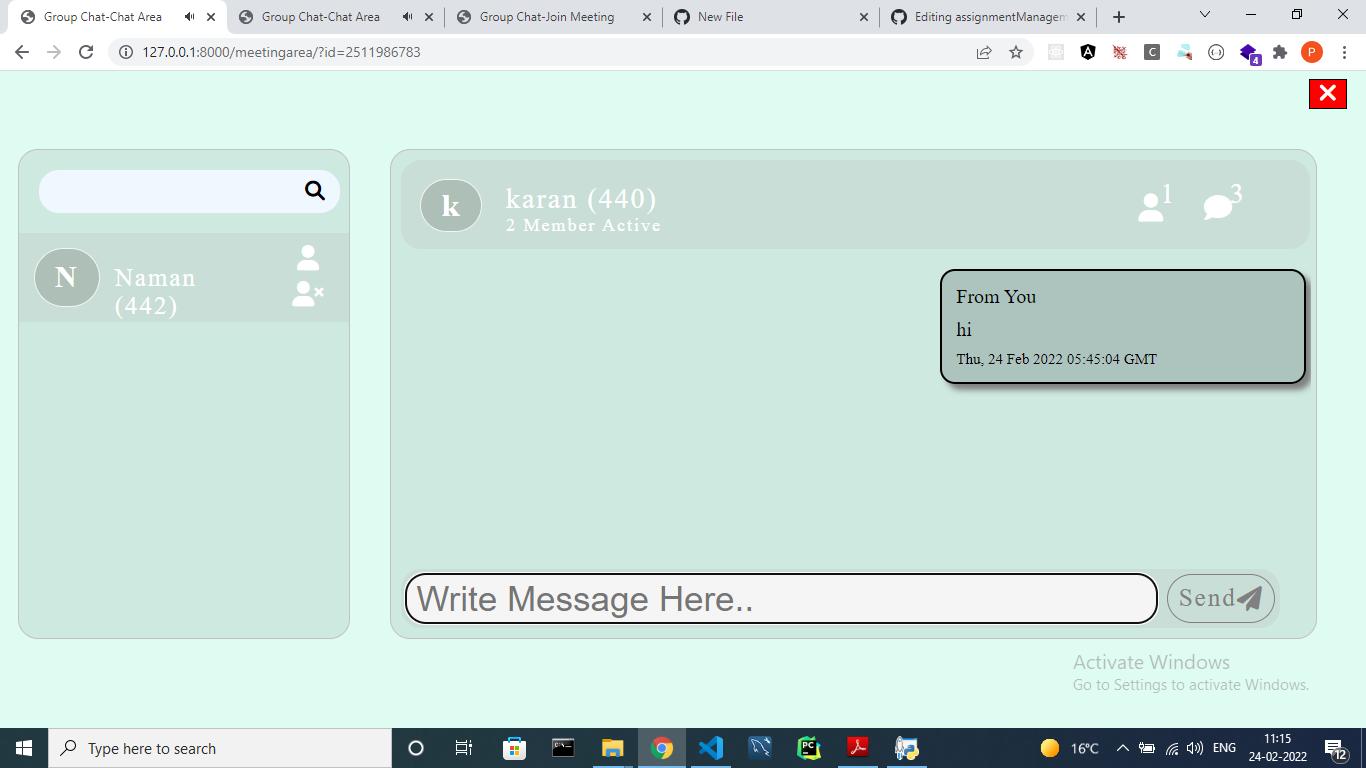 Group Chat-Chat Area
Group Chat-Chat Area
Group Chat-Join Meeting
New File
Editing assignmentManagem
127.0.0.1:8000/meetingarea/?id=2511986783
C
4
P
k
karan (440)
2 Member Active
1
3
N
Naman
(442)
From You
hi
Thu, 24 Feb 2022 05:45:04 GMT
Write Message Here..
Send
Activate Windows
Go to Settings to activate Windows.
Type here to search
PC
16°C
ENG
11:15
24-02-2022
12